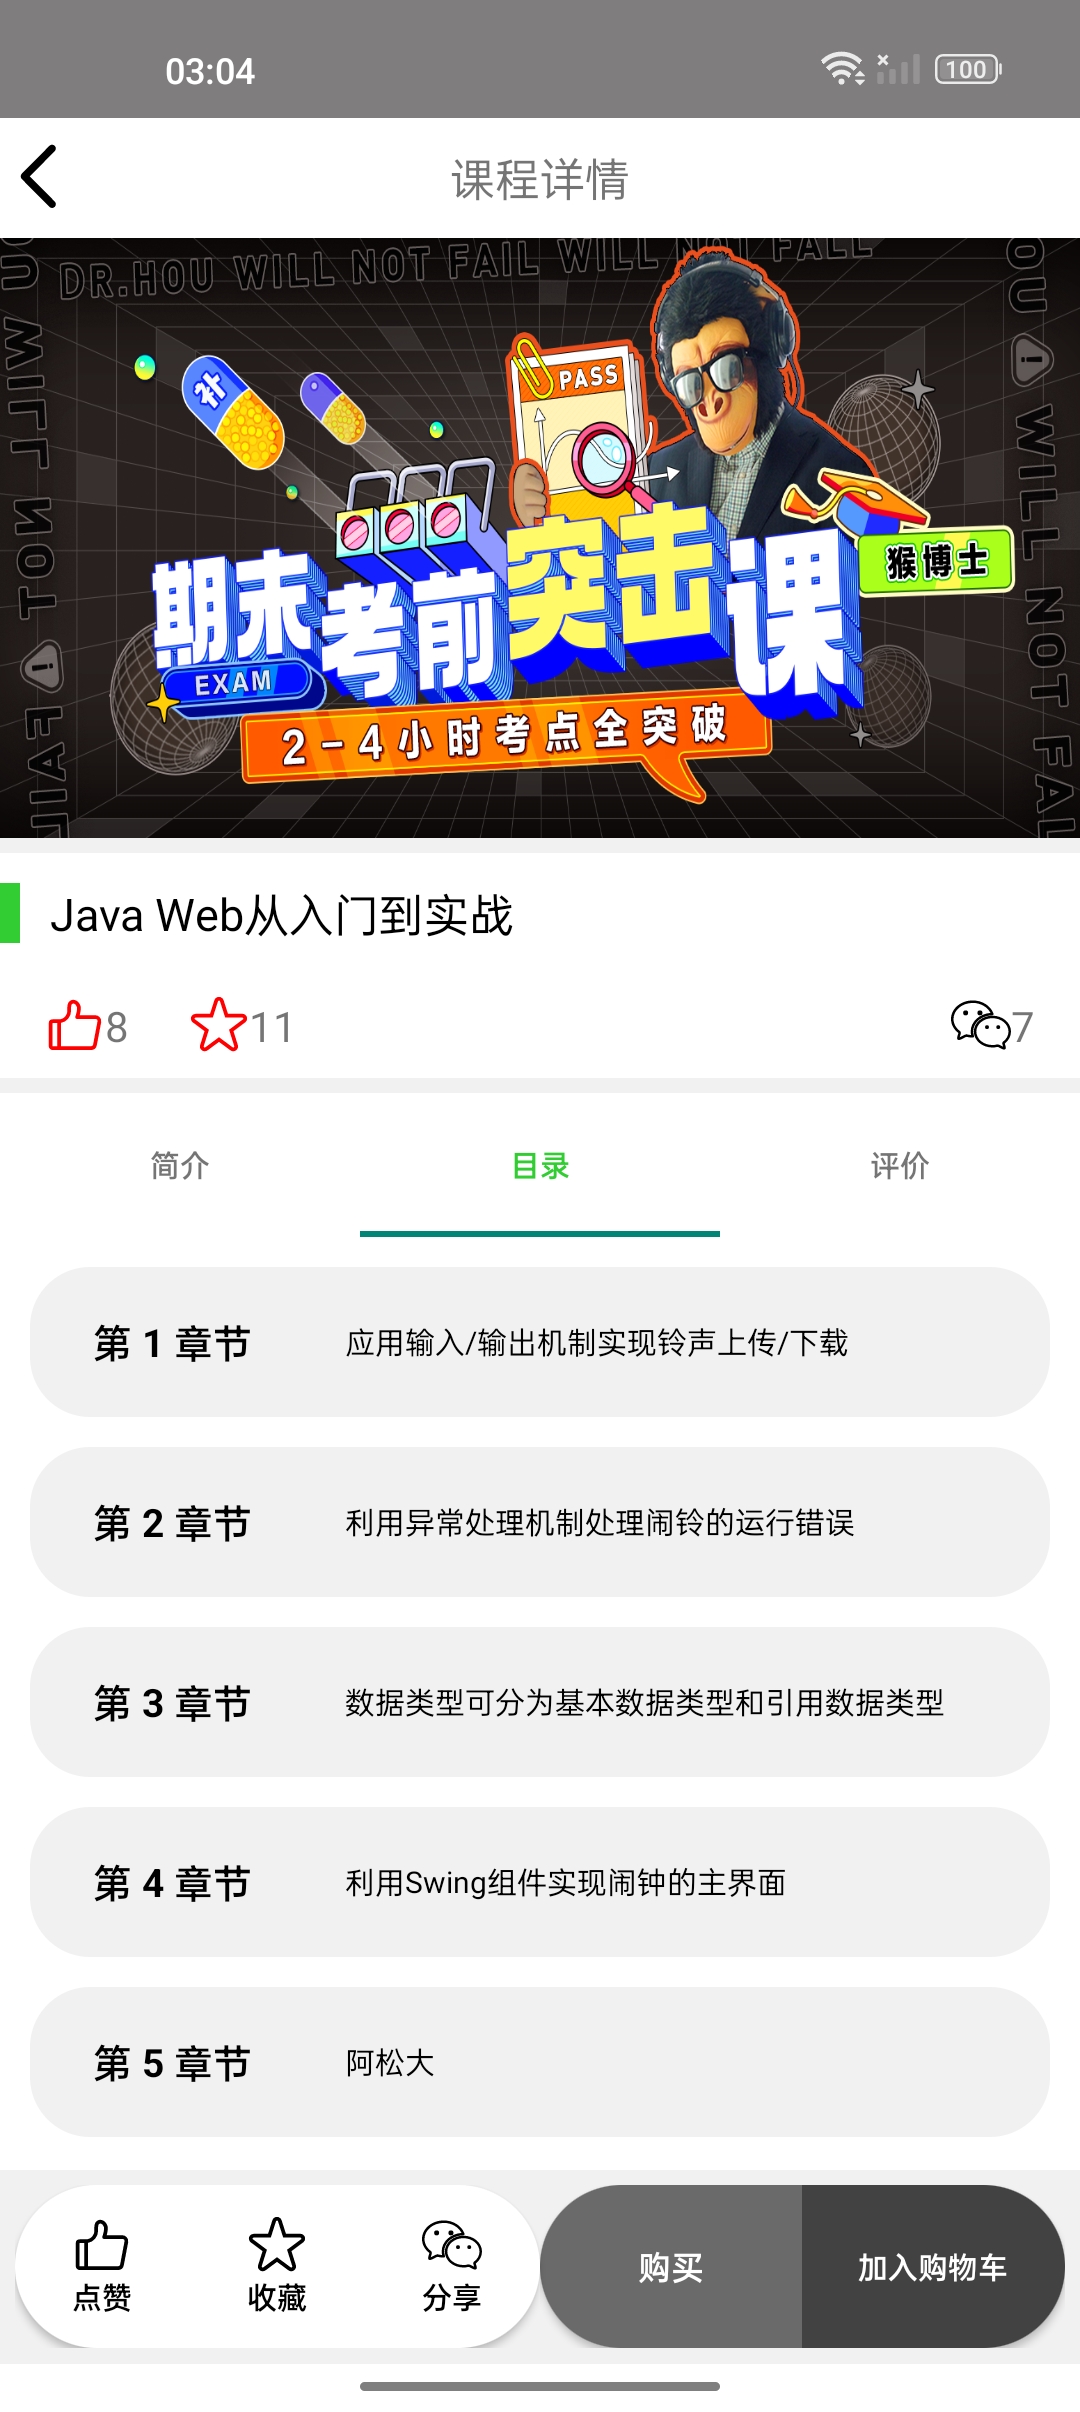 03:04
100
课程详情
DR.HOU WILL NOT FAIL WILL NOT FALL
OU ! WILL NOT FAI
U WILL NOT ! FAIL
补
PASS
猴博士
期末考前突击课
EXAM
2-4小时考点全突破
Java Web从入门到实战
8 11 7
简介 目录 评价
第 1 章节 应用输入/输出机制实现铃声上传/下载
第 2 章节 利用异常处理机制处理闹铃的运行错误
第 3 章节 数据类型可分为基本数据类型和引用数据类型
第 4 章节 利用Swing组件实现闹钟的主界面
第 5 章节 阿松大
点赞 收藏 分享 购买 加入购物车